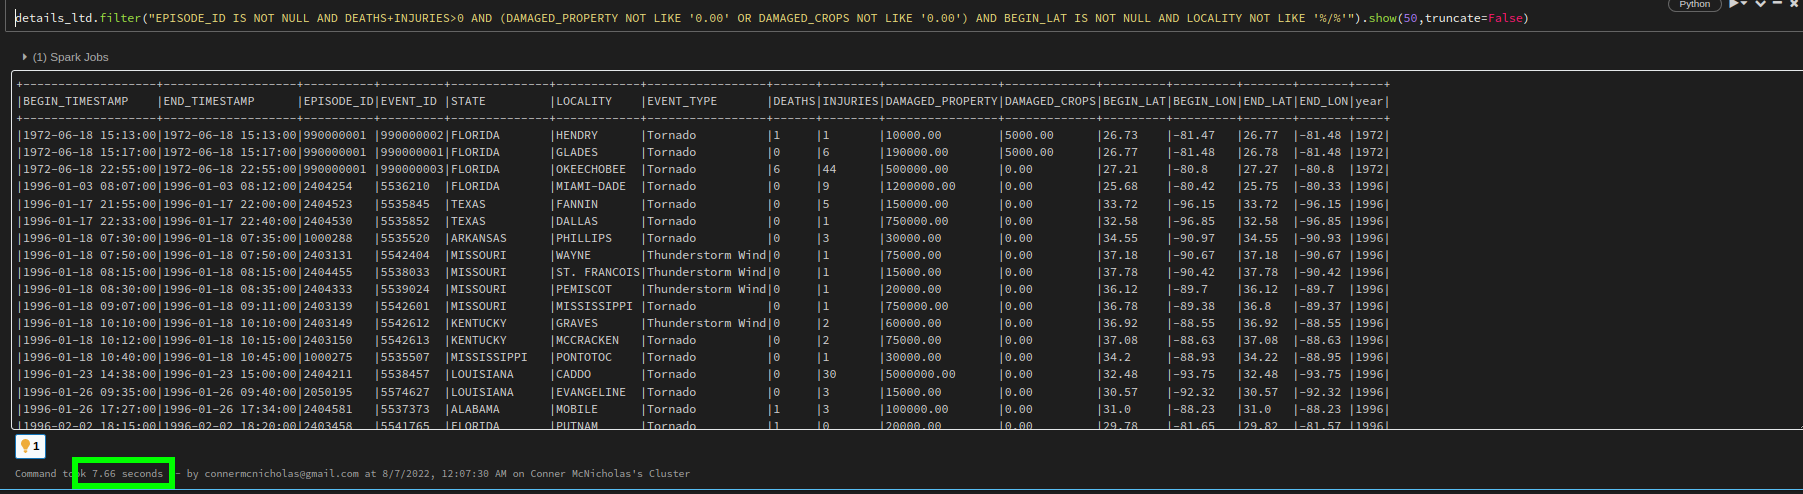 Python
details_ltd.filter("EPISODE_ID IS NOT NULL AND DEATHS+INJURIES>0 AND (DAMAGED_PROPERTY NOT LIKE '0.00' OR DAMAGED_CROPS NOT LIKE '0.00') AND BEGIN_LAT IS NOT NULL AND LOCALITY NOT LIKE '%/%'").show(50,truncate=False)
(1) Spark Jobs
+-------------------+-------------------+----------+---------+--------------+------------+-----------------+------+--------+----------------+-------------+---------+---------+-------+-------+----+
|BEGIN_TIMESTAMP    |END_TIMESTAMP      |EPISODE_ID|EVENT_ID |STATE         |LOCALITY    |EVENT_TYPE       |DEATHS|INJURIES|DAMAGED_PROPERTY|DAMAGED_CROPS|BEGIN_LAT|BEGIN_LON|END_LAT|END_LON|year|
+-------------------+-------------------+----------+---------+--------------+------------+-----------------+------+--------+----------------+-------------+---------+---------+-------+-------+----+
|1972-06-18 15:13:00|1972-06-18 15:13:00|990000001 |990000002|FLORIDA       |HENDRY      |Tornado          |1     |1       |10000.00        |5000.00      |26.73    |-81.47   |26.77  |-81.48 |1972|
|1972-06-18 15:17:00|1972-06-18 15:17:00|990000001 |990000001|FLORIDA       |GLADES      |Tornado          |0     |6       |190000.00       |5000.00      |26.77    |-81.48   |26.78  |-81.48 |1972|
|1972-06-18 22:55:00|1972-06-18 22:55:00|990000001 |990000003|FLORIDA       |OKEECHOBEE  |Tornado          |6     |44      |500000.00       |0.00         |27.21    |-80.8    |27.27  |-80.8  |1972|
|1996-01-03 08:07:00|1996-01-03 08:12:00|2404254   |5536210  |FLORIDA       |MIAMI-DADE  |Tornado          |0     |9       |1200000.00      |0.00         |25.68    |-80.42   |25.75  |-80.33 |1996|
|1996-01-17 21:55:00|1996-01-17 22:00:00|2404523   |5535845  |TEXAS         |FANNIN      |Tornado          |0     |5       |150000.00       |0.00         |33.72    |-96.15   |33.72  |-96.15 |1996|
|1996-01-17 22:33:00|1996-01-17 22:40:00|2404530   |5535852  |TEXAS         |DALLAS      |Tornado          |0     |1       |750000.00       |0.00         |32.58    |-96.85   |32.58  |-96.85 |1996|
|1996-01-18 07:30:00|1996-01-18 07:35:00|1000288   |5535520  |ARKANSAS      |PHILLIPS    |Tornado          |0     |3       |30000.00        |0.00         |34.55    |-90.97   |34.55  |-90.93 |1996|
|1996-01-18 07:50:00|1996-01-18 07:50:00|2403131   |5542404  |MISSOURI      |WAYNE       |Thunderstorm Wind|0     |1       |75000.00        |0.00         |37.18    |-90.67   |37.18  |-90.67 |1996|
|1996-01-18 08:15:00|1996-01-18 08:15:00|2404455   |5538033  |MISSOURI      |ST. FRANCOIS|Thunderstorm Wind|0     |1       |15000.00        |0.00         |37.78    |-90.42   |37.78  |-90.42 |1996|
|1996-01-18 08:30:00|1996-01-18 08:35:00|2404333   |5539024  |MISSOURI      |PEMISCOT    |Thunderstorm Wind|0     |1       |20000.00        |0.00         |36.12    |-89.7    |36.12  |-89.7  |1996|
|1996-01-18 09:07:00|1996-01-18 09:11:00|2403139   |5542601  |MISSOURI      |MISSISSIPPI |Tornado          |0     |1       |750000.00       |0.00         |36.78    |-89.38   |36.8   |-89.37 |1996|
|1996-01-18 10:10:00|1996-01-18 10:10:00|2403149   |5542612  |KENTUCKY      |GRAVES      |Thunderstorm Wind|0     |2       |60000.00        |0.00         |36.92    |-88.55   |36.92  |-88.55 |1996|
|1996-01-18 10:12:00|1996-01-18 10:15:00|2403150   |5542613  |KENTUCKY      |MCCRACKEN   |Tornado          |0     |2       |75000.00        |0.00         |37.08    |-88.63   |37.08  |-88.63 |1996|
|1996-01-18 10:40:00|1996-01-18 10:45:00|1000275   |5535507  |MISSISSIPPI   |PONTOTOC    |Tornado          |0     |1       |30000.00        |0.00         |34.2     |-88.93   |34.22  |-88.95 |1996|
|1996-01-23 14:38:00|1996-01-23 15:00:00|2404211   |5538457  |LOUISIANA     |CADDO       |Tornado          |0     |30      |5000000.00      |0.00         |32.48    |-93.75   |32.48  |-93.75 |1996|
|1996-01-26 09:35:00|1996-01-26 09:40:00|2050195   |5574627  |LOUISIANA     |EVANGELINE  |Tornado          |0     |3       |15000.00        |0.00         |30.57    |-92.32   |30.57  |-92.32 |1996|
|1996-01-26 17:27:00|1996-01-26 17:34:00|2404581   |5537373  |ALABAMA       |MOBILE      |Tornado          |1     |3       |100000.00       |0.00         |31.0     |-88.23   |31.0   |-88.23 |1996|
|1996-02-02 18:15:00|1996-02-02 18:20:00|2403458   |5541765  |FLORIDA       |PUTNAM      |Tornado          |1     |0       |20000.00        |0.00         |29.78    |-81.65   |29.82  |-81.57 |1996|
1
Command took 7.66 seconds -- by connermcnicholas@gmail.com at 8/7/2022, 12:07:30 AM on Conner McNicholas's Cluster